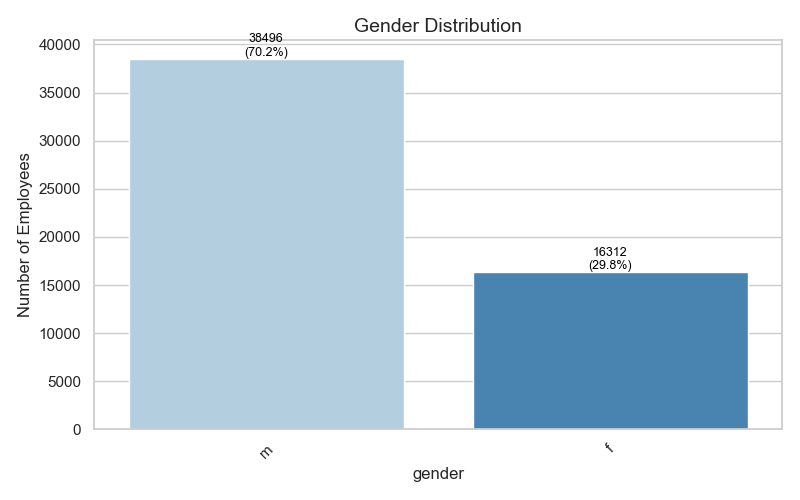 Gender Distribution
38496
(70.2%)
16312
(29.8%)
40000
35000
30000
25000
20000
15000
10000
5000
0
Number of Employees
m
f
gender